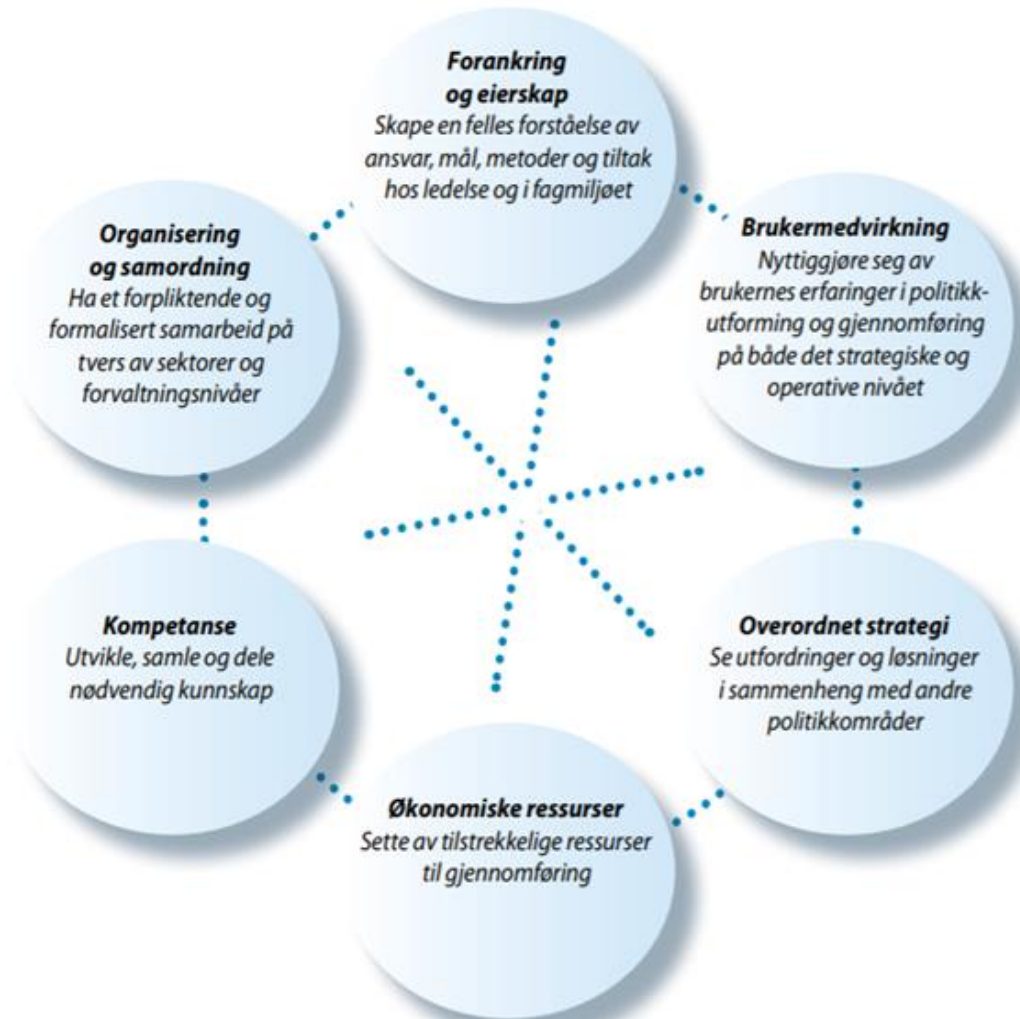 Forankring
og eierskap
Skape en felles forståelse av
ansvar, mål, metoder og tiltak
hos ledelse og i fagmiljøet
Brukermedvirkning
Nyttiggjøre seg av
brukernes erfaringer i politikk-
utforming og gjennomføring
på både det strategiske og
operative nivået
Overordnet strategi
Se utfordringer og løsninger
i sammenheng med andre
politikkområder
Økonomiske ressurser
Sette av tilstrekkelige ressurser
til gjennomføring
Kompetanse
Utvikle, samle og dele
nødvendig kunnskap
Organisering
og samordning
Ha et forpliktende og
formalisert samarbeid på
tvers av sektorer og
forvaltningsnivåer